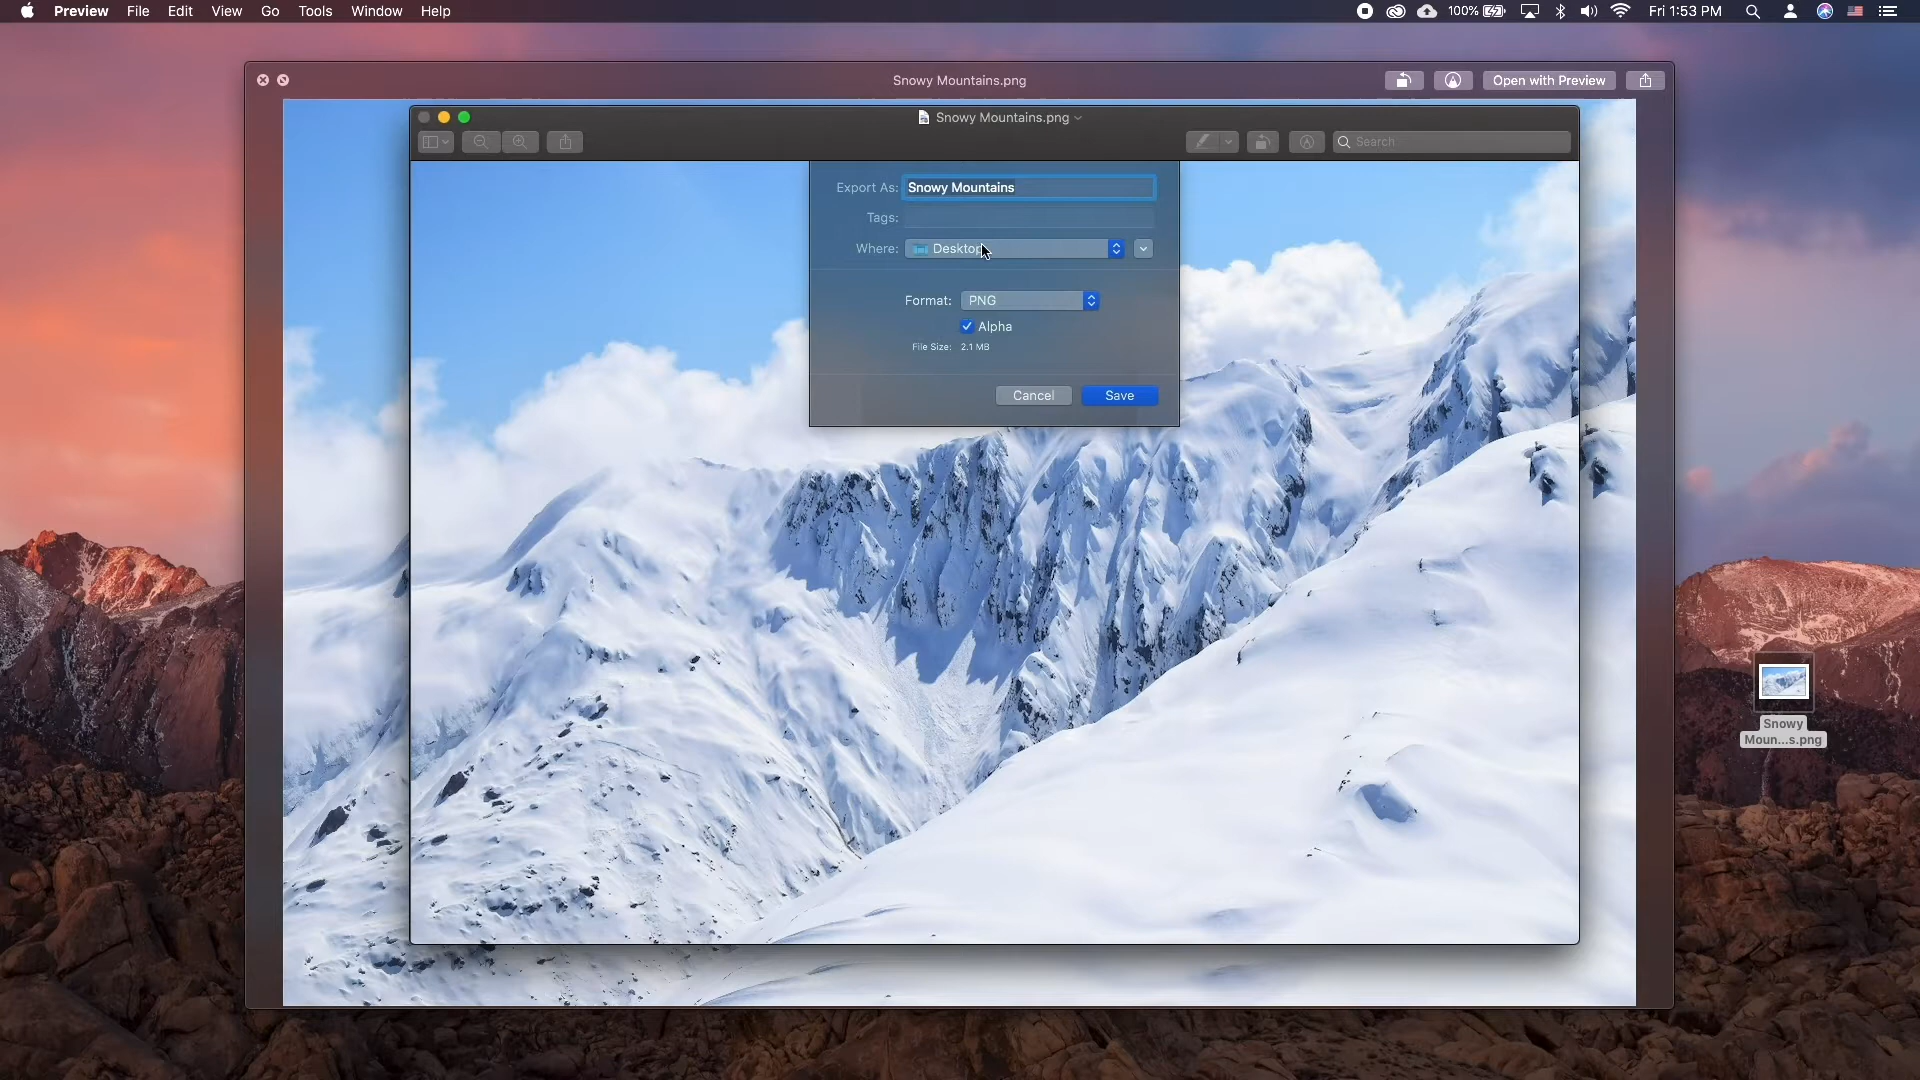 Preview File Edit View Go Tools Window Help 100% Fri 1:53 PM
Snowy Mountains.png Open with Preview
Snowy Mountains.png
Search
Export As: Snowy Mountains
Tags:
Where: Desktop
Format: PNG
Alpha
File Size: 2.1 MB
Cancel Save
Snowy
Moun...s.png